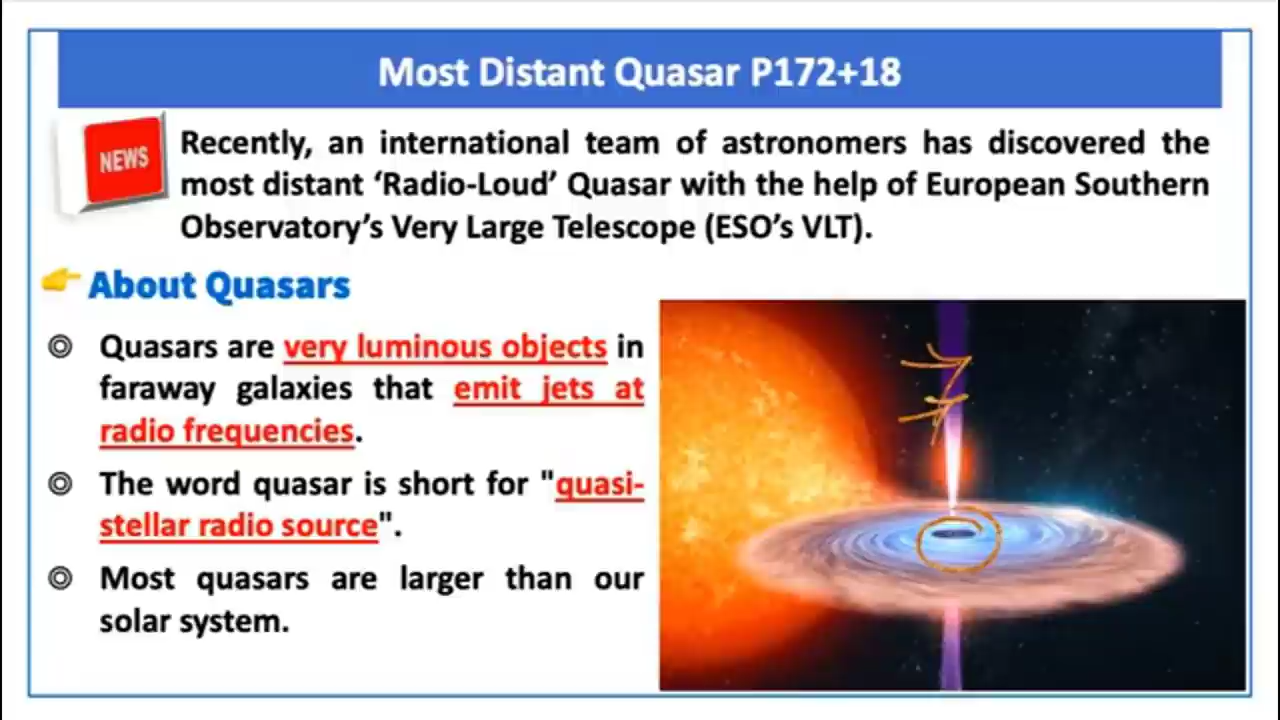 Most Distant Quasar P172+18
NEWS
Recently, an international team of astronomers has discovered the
most distant ‘Radio-Loud’ Quasar with the help of European Southern
Observatory’s Very Large Telescope (ESO’s VLT).
About Quasars
Quasars are very luminous objects in
faraway galaxies that emit jets at
radio frequencies.
The word quasar is short for "quasi-
stellar radio source".
Most quasars are larger than our
solar system.